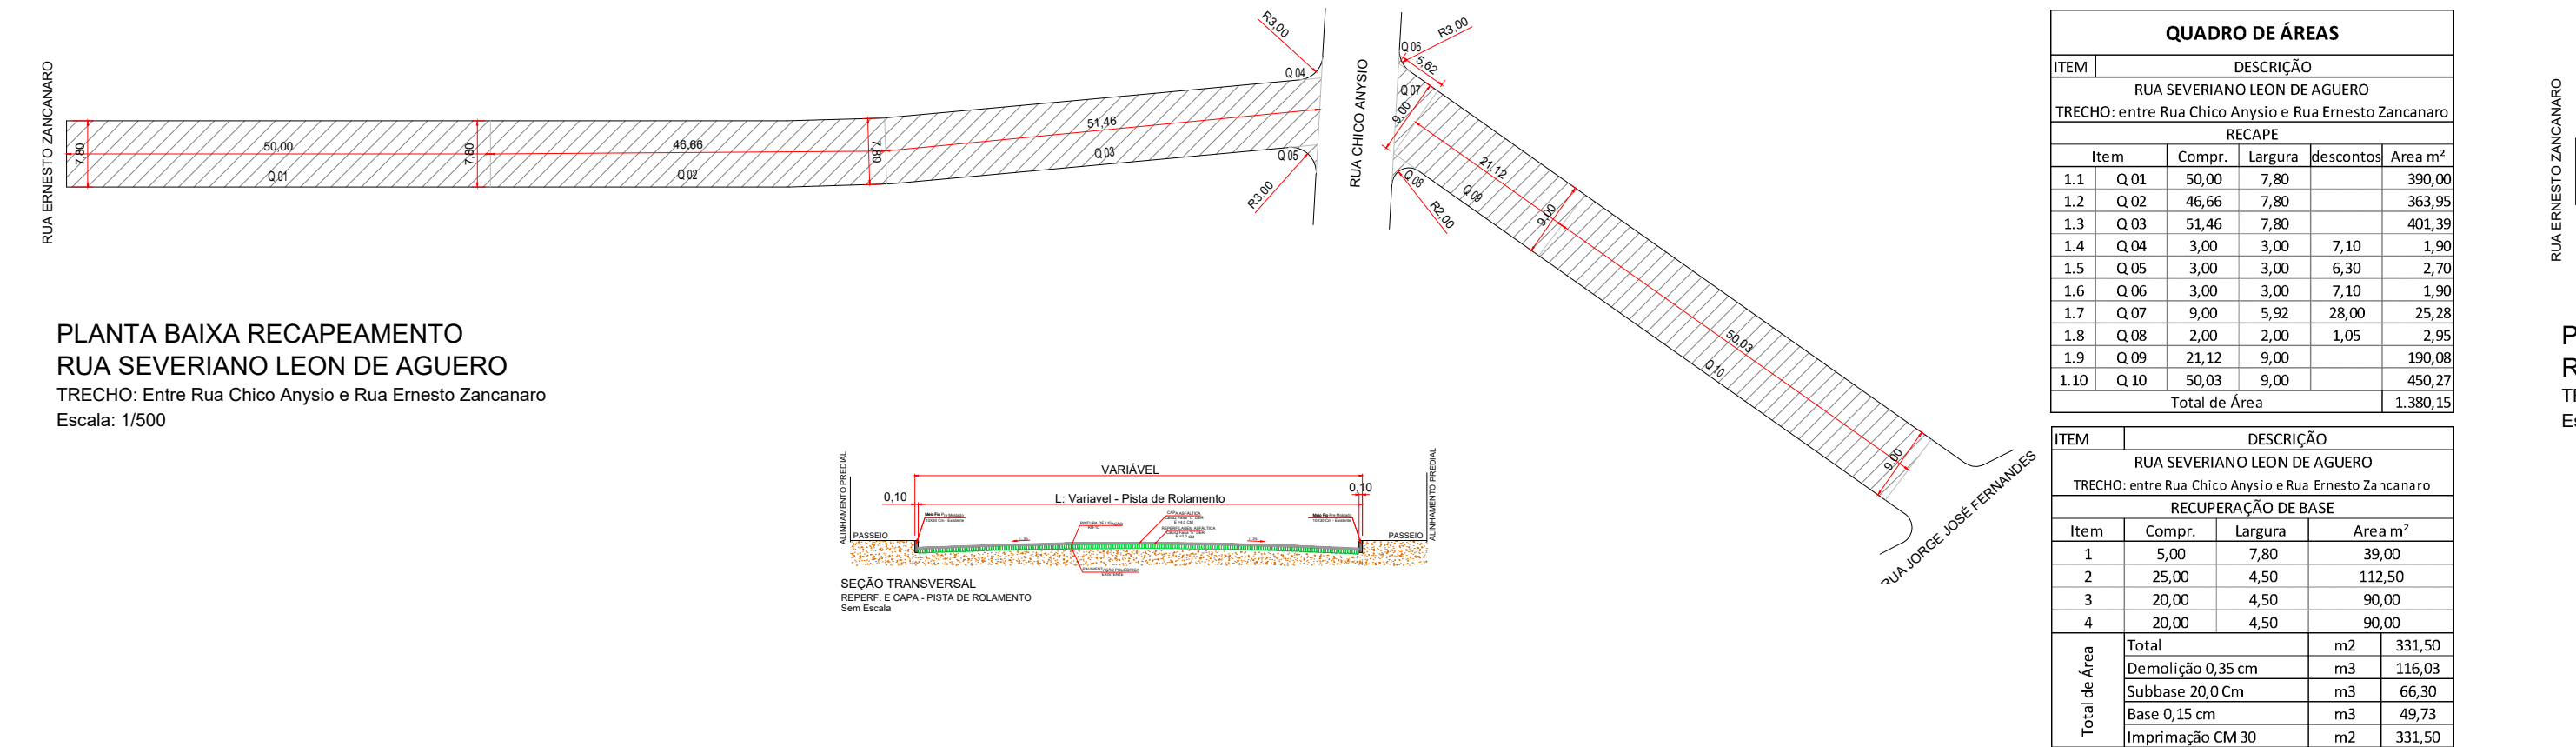 RUA ERNESTO ZANCANARO
7,80
50,00
Q 01
7,80
46,66
Q 02
7,80
51,46
Q 03
R3,00
Q 04
Q 05
R3,00
RUA CHICO ANYSIO
Q 06
R3,00
5,62
Q 07
9,00
21,12
Q 08
R2,00
Q 09
9,00
50,03
Q 10
9,00
RUA JORGE JOSÉ FERNANDES
PLANTA BAIXA RECAPEAMENTO
RUA SEVERIANO LEON DE AGUERO
TRECHO: Entre Rua Chico Anysio e Rua Ernesto Zancanaro
Escala: 1/500
ALINHAMENTO PREDIAL
VARIÁVEL
0,10
L: Variavel - Pista de Rolamento
0,10
ALINHAMENTO PREDIAL
PASSEIO
PASSEIO
SEÇÃO TRANSVERSAL
REPERF. E CAPA - PISTA DE ROLAMENTO
Sem Escala
QUADRO DE ÁREAS
ITEM DESCRIÇÃO
RUA SEVERIANO LEON DE AGUERO
TRECHO: entre Rua Chico Anysio e Rua Ernesto Zancanaro
RECAPE
Item Compr. Largura descontos Area m²
1.1 Q 01 50,00 7,80 390,00
1.2 Q 02 46,66 7,80 363,95
1.3 Q 03 51,46 7,80 401,39
1.4 Q 04 3,00 3,00 7,10 1,90
1.5 Q 05 3,00 3,00 6,30 2,70
1.6 Q 06 3,00 3,00 7,10 1,90
1.7 Q 07 9,00 5,92 28,00 25,28
1.8 Q 08 2,00 2,00 1,05 2,95
1.9 Q 09 21,12 9,00 190,08
1.10 Q 10 50,03 9,00 450,27
Total de Área 1.380,15
ITEM DESCRIÇÃO
RUA SEVERIANO LEON DE AGUERO
TRECHO: entre Rua Chico Anysio e Rua Ernesto Zancanaro
RECUPERAÇÃO DE BASE
Item Compr. Largura Area m²
1 5,00 7,80 39,00
2 25,00 4,50 112,50
3 20,00 4,50 90,00
4 20,00 4,50 90,00
Total de Área
Total m2 331,50
Demolição 0,35 cm m3 116,03
Subbase 20,0 Cm m3 66,30
Base 0,15 cm m3 49,73
Imprimação CM 30 m2 331,50
RUA ERNESTO ZANCANARO